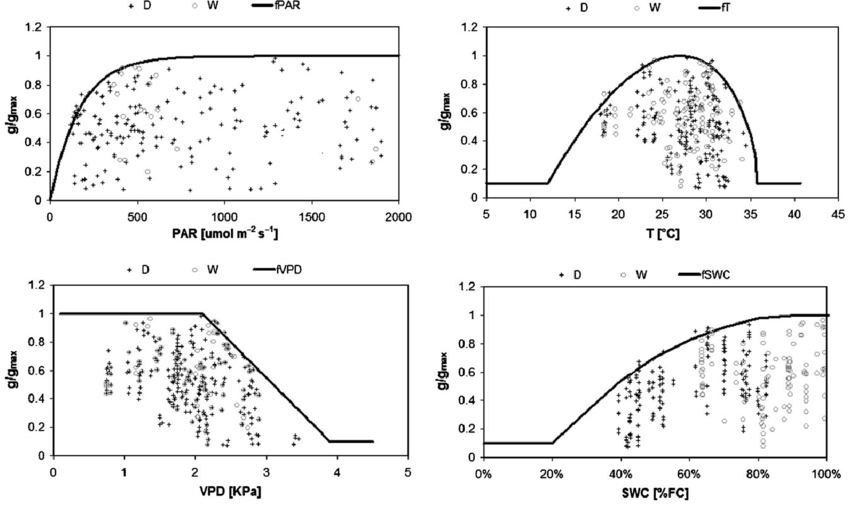 D W fPAR
1.2
1
0.8
0.6
0.4
0.2
0
g/gmax
0 500 1000 1500 2000
PAR [umol m−2 s−1]
D W fT
1.2
1
0.8
0.6
0.4
0.2
0
g/gmax
5 10 15 20 25 30 35 40 45
T [°C]
D W fVPD
1.2
1
0.8
0.6
0.4
0.2
0
g/gmax
0 1 2 3 4 5
VPD [KPa]
D W fSWC
1.2
1
0.8
0.6
0.4
0.2
0
g/gmax
0% 20% 40% 60% 80% 100%
SWC [%FC]